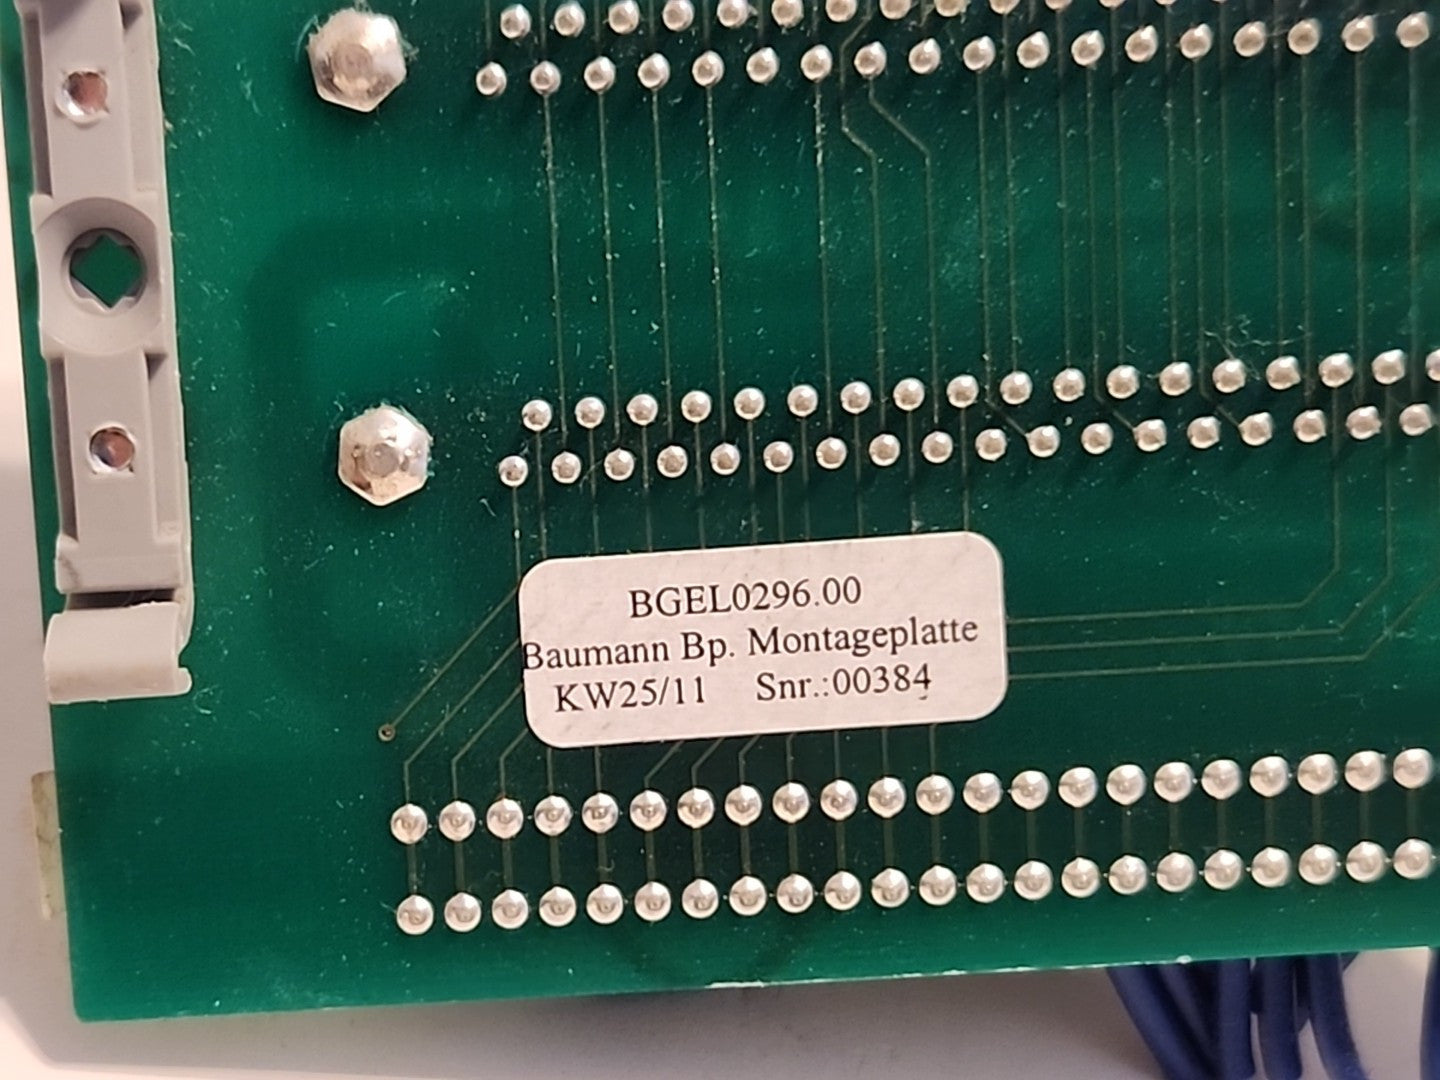 BGEL0296.00
Baumann Bp. Montageplatte
KW25/11 Snr.:00384